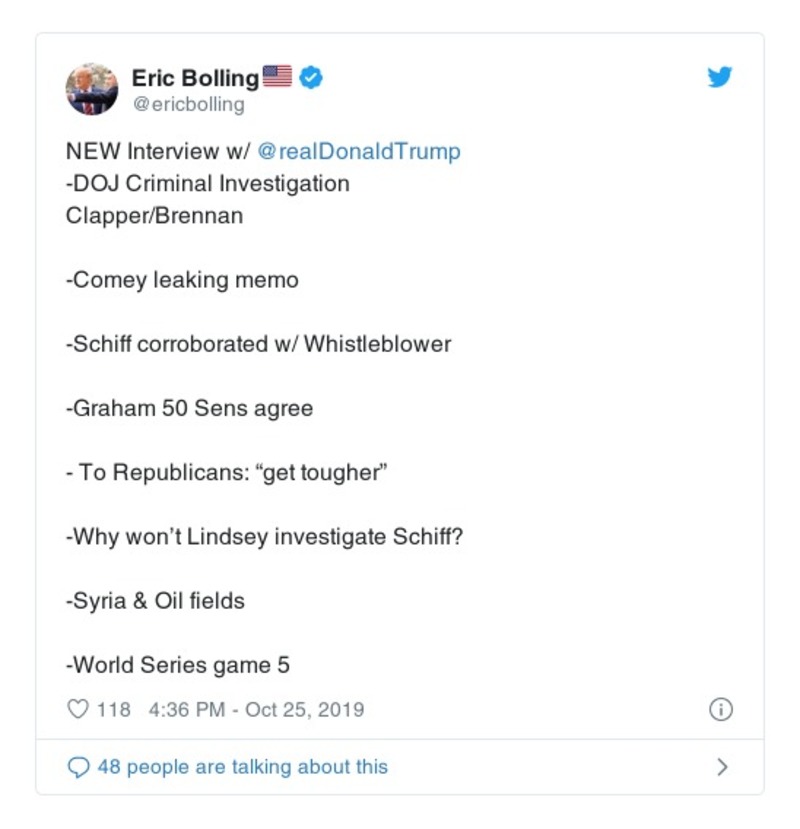 Eric Bolling🇺🇸
@ericbolling
NEW Interview w/ @realDonaldTrump
-DOJ Criminal Investigation
Clapper/Brennan
-Comey leaking memo
-Schiff corroborated w/ Whistleblower
-Graham 50 Sens agree
- To Republicans: “get tougher”
-Why won’t Lindsey investigate Schiff?
-Syria & Oil fields
-World Series game 5
118 4:36 PM - Oct 25, 2019
48 people are talking about this